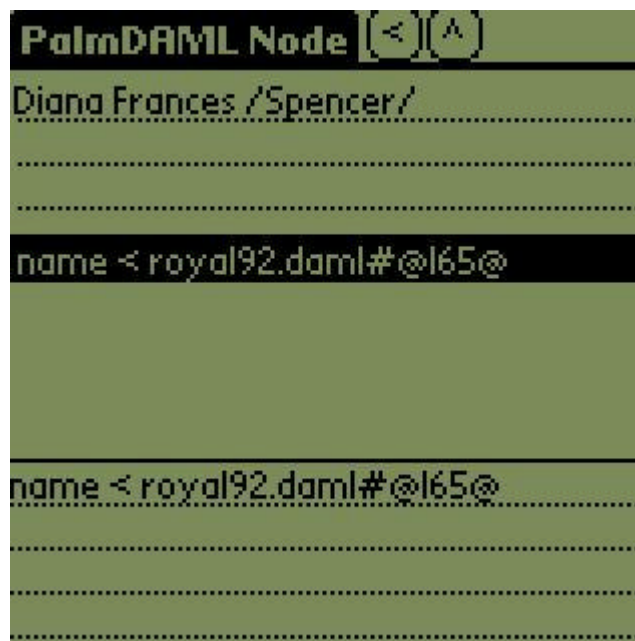 PalmDAML Node (<) (^)
Diana Frances /Spencer/
name < royal92.daml#@I65@
name < royal92.daml#@I65@